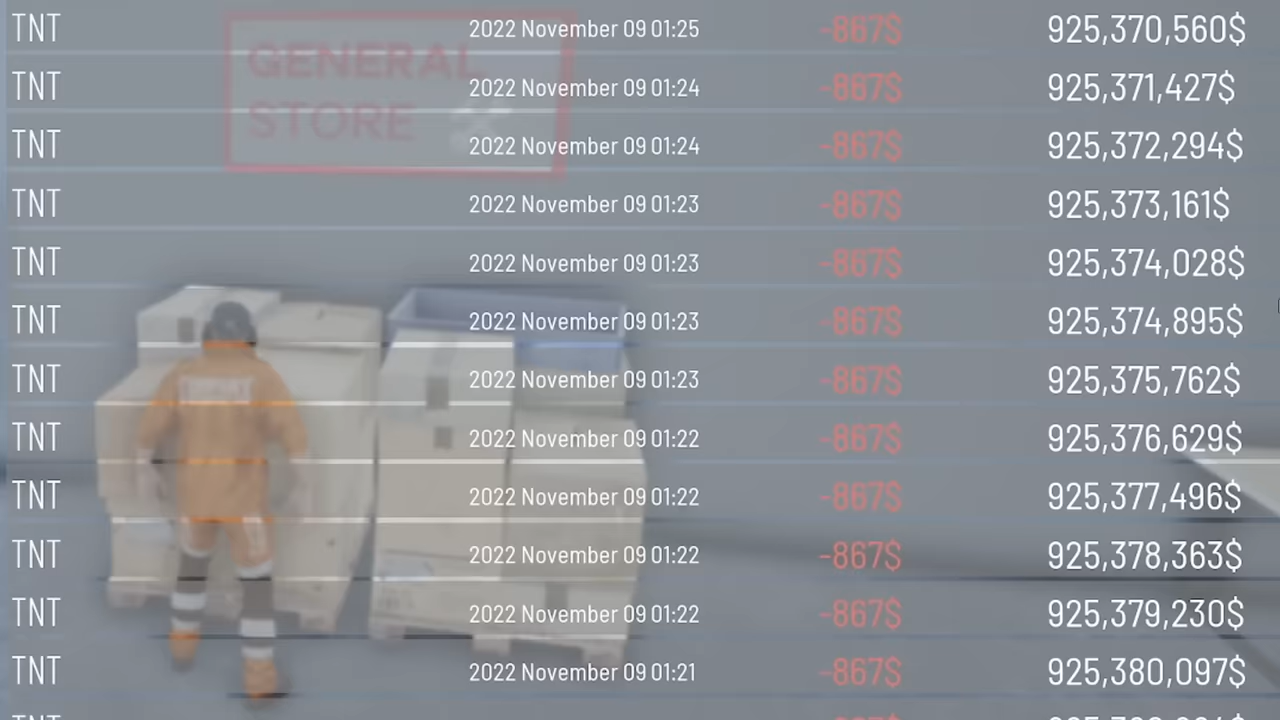 TNT 2022 November 09 01:25 -867$ 925,370,560$
GENERAL
TNT 2022 November 09 01:24 -867$ 925,371,427$
STORE
TNT 2022 November 09 01:24 -867$ 925,372,294$
TNT 2022 November 09 01:23 -867$ 925,373,161$
TNT 2022 November 09 01:23 -867$ 925,374,028$
TNT 2022 November 09 01:23 -867$ 925,374,895$
TNT 2022 November 09 01:23 -867$ 925,375,762$
TNT 2022 November 09 01:22 -867$ 925,376,629$
TNT 2022 November 09 01:22 -867$ 925,377,496$
TNT 2022 November 09 01:22 -867$ 925,378,363$
TNT 2022 November 09 01:22 -867$ 925,379,230$
TNT 2022 November 09 01:21 -867$ 925,380,097$